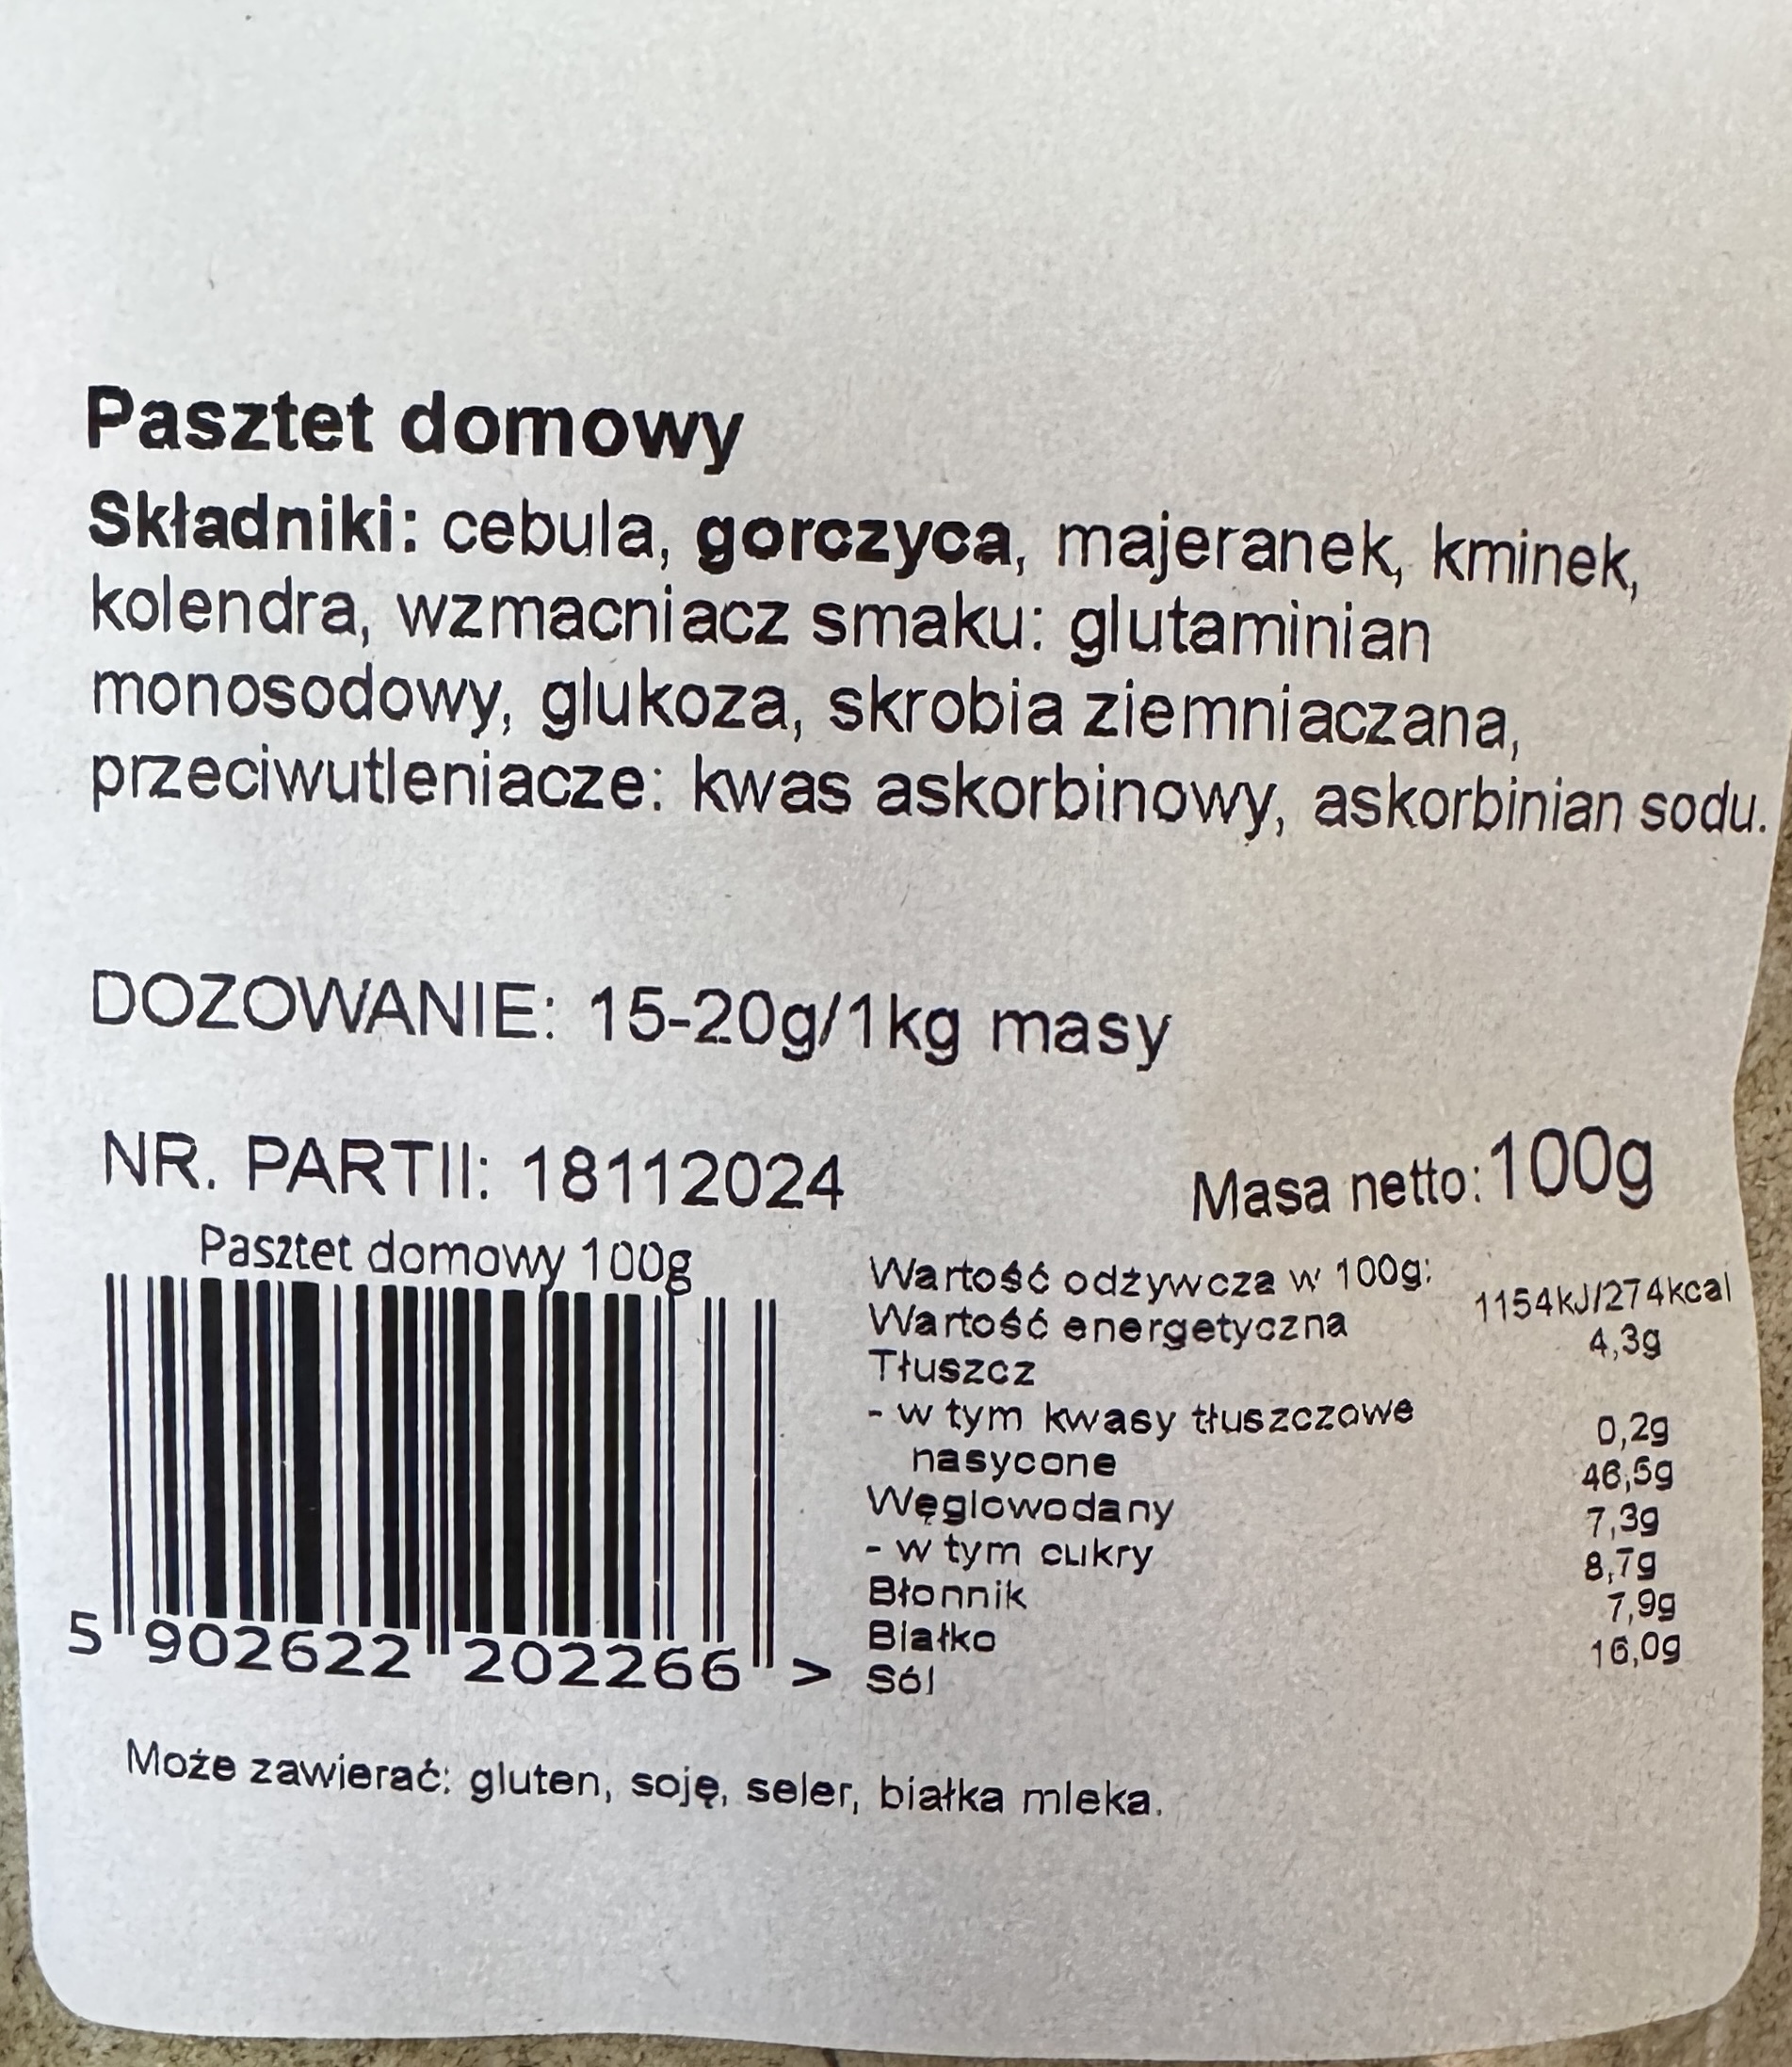 Pasztet domowy
Składniki: cebula, gorczyca, majeranek, kminek,
kolendra, wzmacniacz smaku: glutaminian
monosodowy, glukoza, skrobia ziemniaczana,
przeciwutleniacze: kwas askorbinowy, askorbinian sodu.
DOZOWANIE: 15-20g/1kg masy
NR. PARTII: 18112024
Masa netto: 100g
Pasztet domowy 100g
5 902622 202266 >
Wartość odżywcza w 100g:
Wartość energetyczna 1154kJ/274kcal
Tłuszcz 4,3g
- w tym kwasy tłuszczowe
nasycone 0,2g
Węglowodany 46,5g
- w tym cukry 7,3g
Błonnik 8,7g
Białko 7,9g
Sól 16,0g
Może zawierać: gluten, soję, seler, białka mleka.